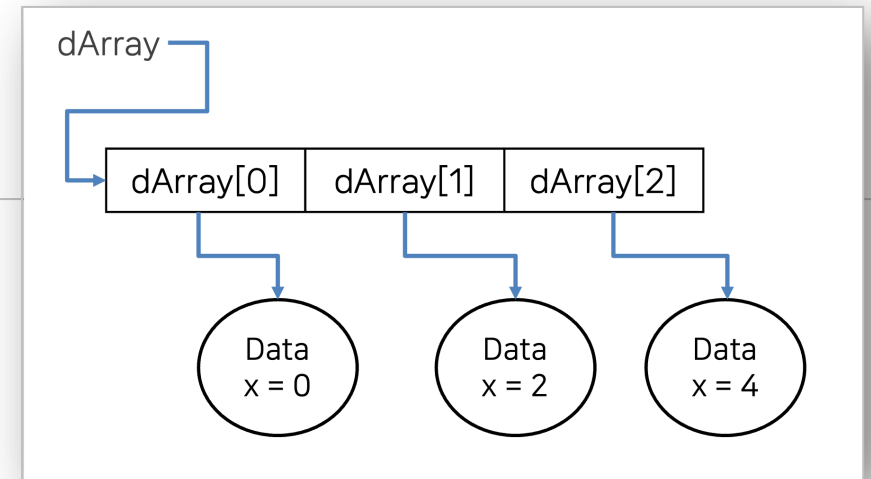 dArray
dArray[0] dArray[1] dArray[2]
Data Data Data
x = 0 x = 2 x = 4